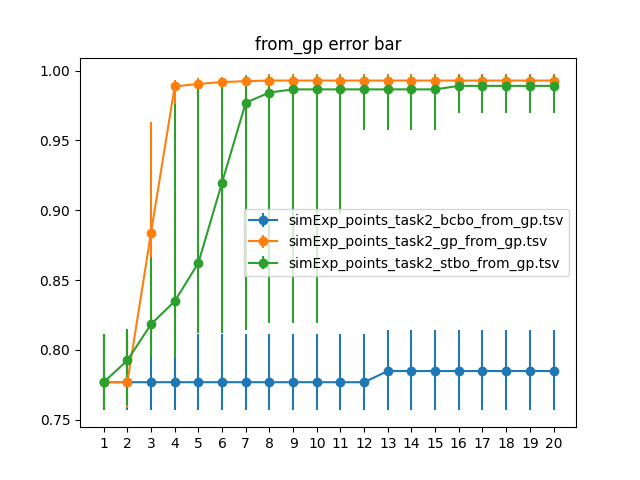 from_gp error bar
1.00
0.95
0.90
0.85
0.80
0.75
simExp_points_task2_bcbo_from_gp.tsv
simExp_points_task2_gp_from_gp.tsv
simExp_points_task2_stbo_from_gp.tsv
1 2 3 4 5 6 7 8 9 10 11 12 13 14 15 16 17 18 19 20